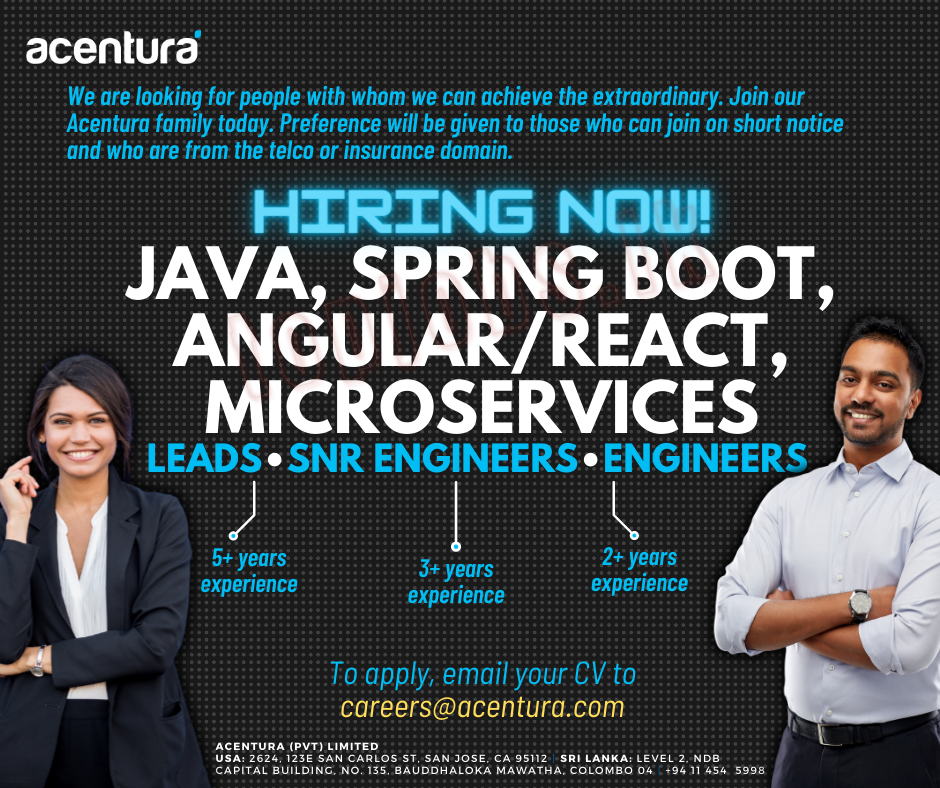 acentura
We are looking for people with whom we can achieve the extraordinary. Join our
Acentura family today. Preference will be given to those who can join on short notice
and who are from the telco or insurance domain.
HIRING NOW!
JAVA, SPRING BOOT,
ANGULAR/REACT,
MICROSERVICES
LEADS • SNR ENGINEERS • ENGINEERS
5+ years
experience
3+ years
experience
2+ years
experience
To apply, email your CV to
careers@acentura.com
ACENTURA (PVT) LIMITED
USA: 2624, 123E SAN CARLOS ST, SAN JOSE, CA 95112 SRI LANKA: LEVEL 2, NDB
CAPITAL BUILDING, NO. 135, BAUDDHALOKA MAWATHA, COLOMBO 04 +94 11 454 5998